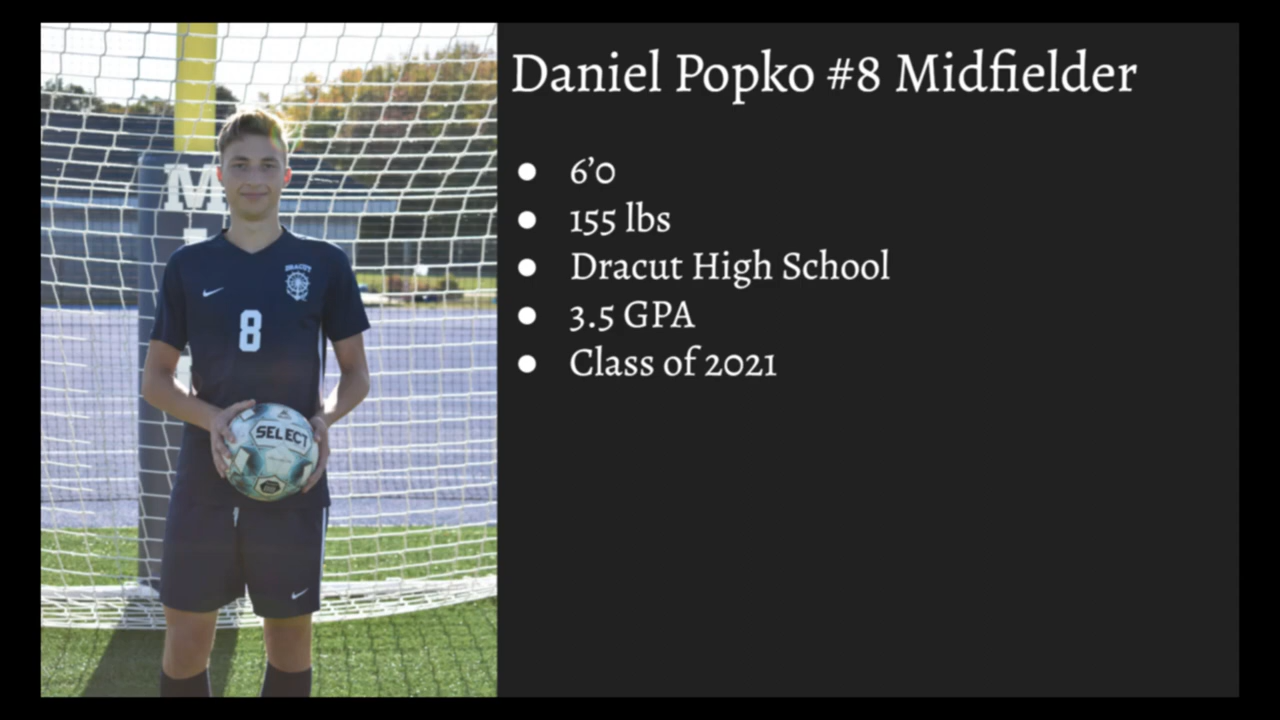 Daniel Popko #8 Midfielder
6’0
155 lbs
Dracut High School
3.5 GPA
Class of 2021
M
DRACUT
8
SELECT